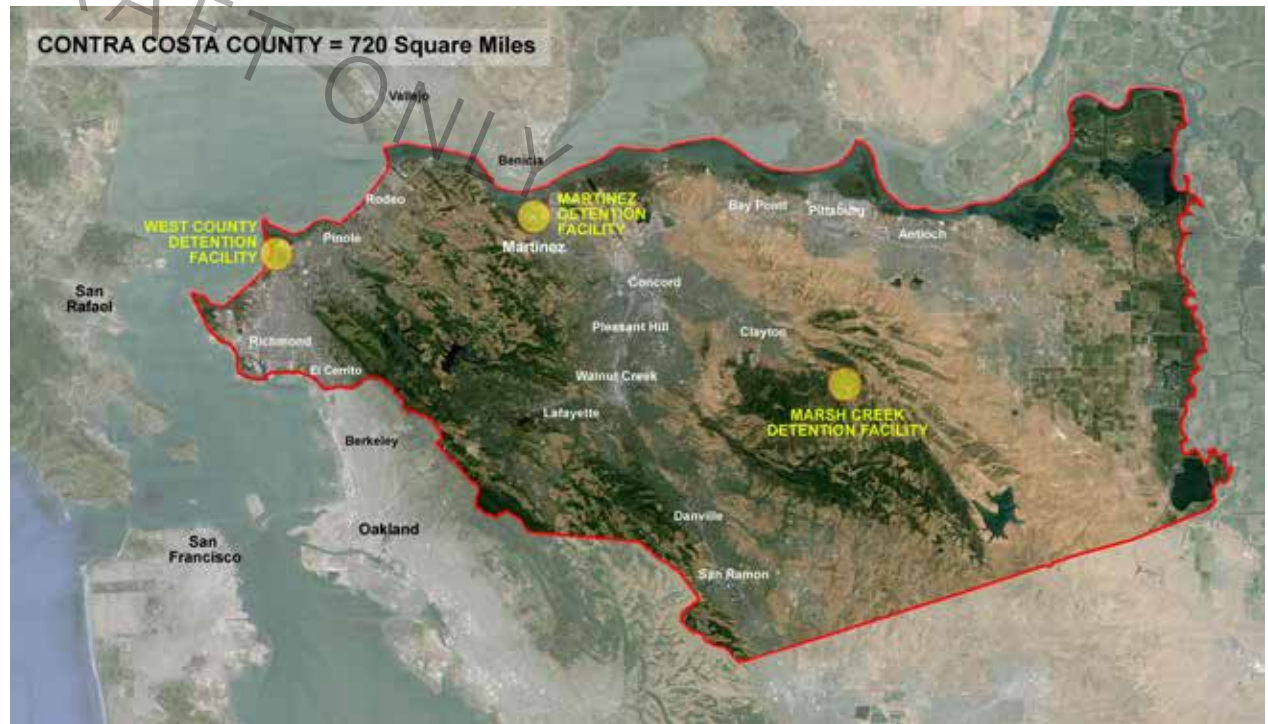 CONTRA COSTA COUNTY = 720 Square Miles
DRAFT ONLY
Vallejo
Benicia
Rodeo
WEST COUNTY
DETENTION
FACILITY
Pinole
MARTINEZ
DETENTION
FACILITY
Martinez
Bay Point
Pittsburg
Antioch
San
Rafael
Concord
Richmond
Pleasant Hill
Clayton
El Cerrito
Walnut Creek
Lafayette
MARSH CREEK
DETENTION FACILITY
Berkeley
Danville
Oakland
San
Francisco
San Ramon